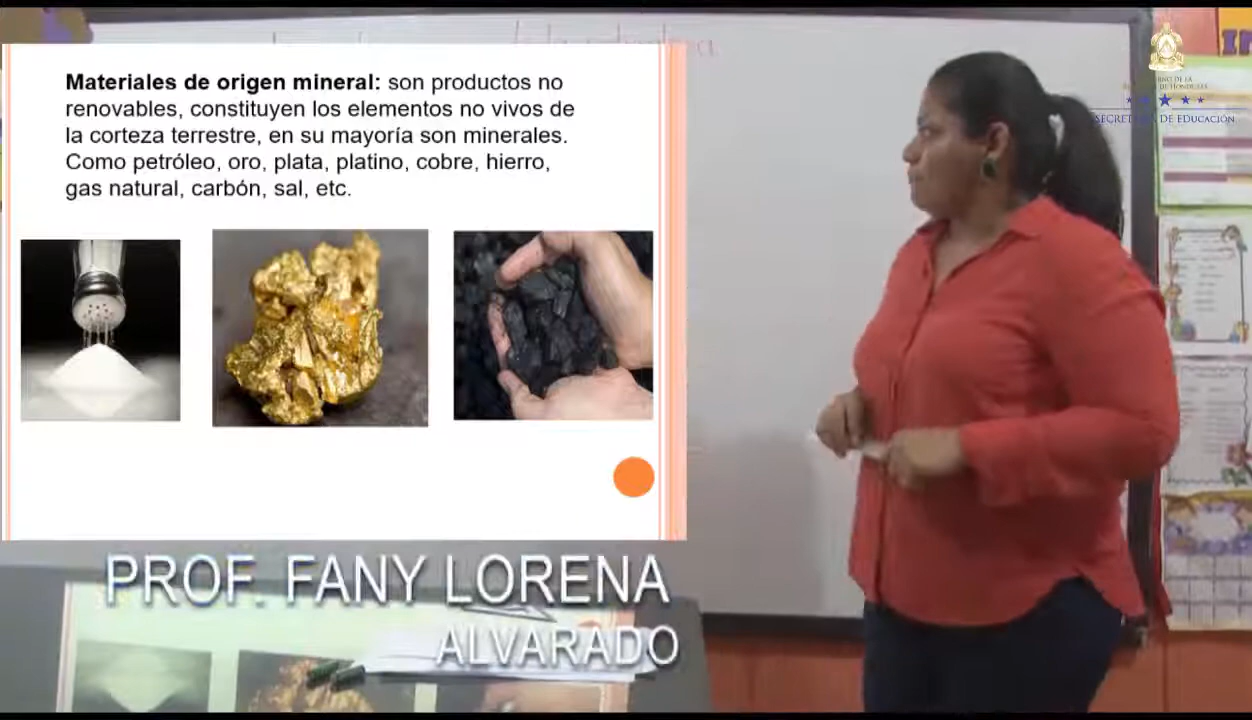 Materiales de origen mineral: son productos no
renovables, constituyen los elementos no vivos de
la corteza terrestre, en su mayoría son minerales.
Como petróleo, oro, plata, platino, cobre, hierro,
gas natural, carbón, sal, etc.
SECRETARÍA DE EDUCACIÓN
PROF. FANY LORENA
ALVARADO